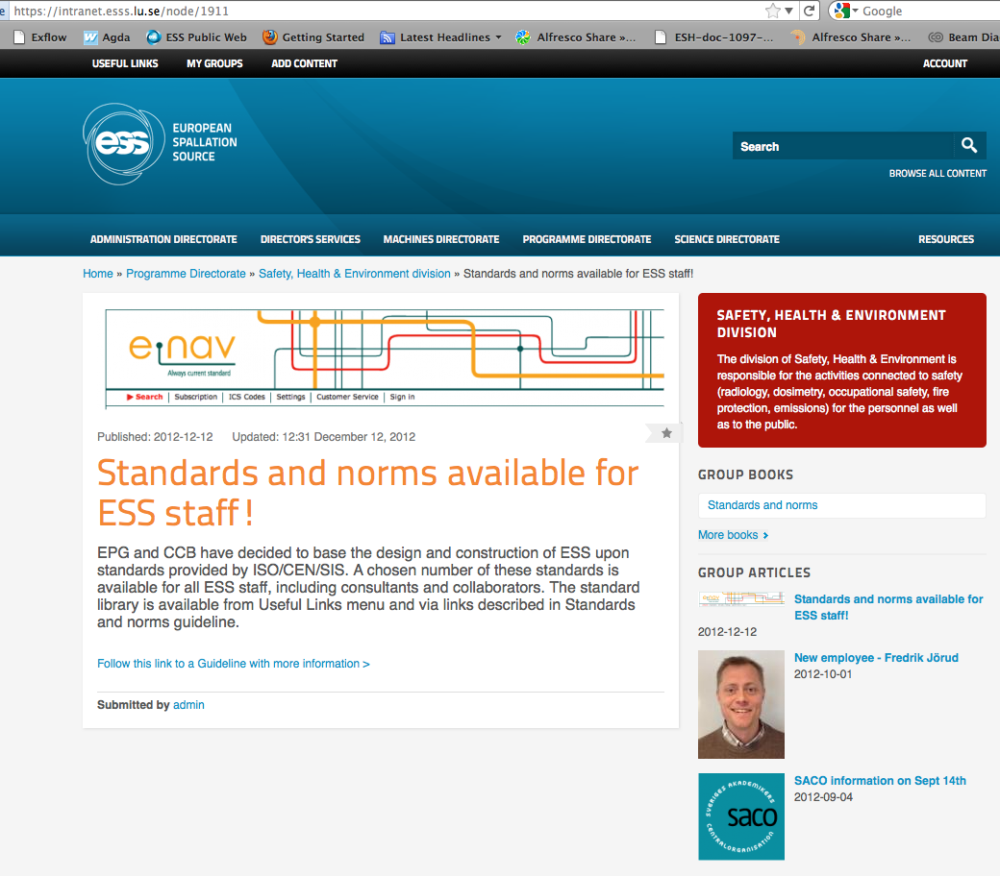 https://intranet.esss.lu.se/node/1911
Google
Exflow
Agda
ESS Public Web
Getting Started
Latest Headlines
Alfresco Share »...
ESH-doc-1097-...
Alfresco Share »...
Beam Dia
USEFUL LINKS
MY GROUPS
ADD CONTENT
ACCOUNT
ess
EUROPEAN
SPALLATION
SOURCE
Search
BROWSE ALL CONTENT
ADMINISTRATION DIRECTORATE
DIRECTOR'S SERVICES
MACHINES DIRECTORATE
PROGRAMME DIRECTORATE
SCIENCE DIRECTORATE
RESOURCES
Home » Programme Directorate » Safety, Health & Environment division » Standards and norms available for ESS staff!
e-nav
Always current standard
Search | Subscription | ICS Codes | Settings | Customer Service | Sign in
Published: 2012-12-12 Updated: 12:31 December 12, 2012
Standards and norms available for
ESS staff!
EPG and CCB have decided to base the design and construction of ESS upon
standards provided by ISO/CEN/SIS. A chosen number of these standards is
available for all ESS staff, including consultants and collaborators. The standard
library is available from Useful Links menu and via links described in Standards
and norms guideline.
Follow this link to a Guideline with more information >
Submitted by admin
SAFETY, HEALTH & ENVIRONMENT
DIVISION
The division of Safety, Health & Environment is
responsible for the activities connected to safety
(radiology, dosimetry, occupational safety, fire
protection, emissions) for the personnel as well
as to the public.
GROUP BOOKS
Standards and norms
More books ›
GROUP ARTICLES
Standards and norms available for
ESS staff!
2012-12-12
New employee - Fredrik Jörud
2012-10-01
SACO information on Sept 14th
2012-09-04
SVERIGES AKADEMIKERS
saco
CENTRALORGANISATION